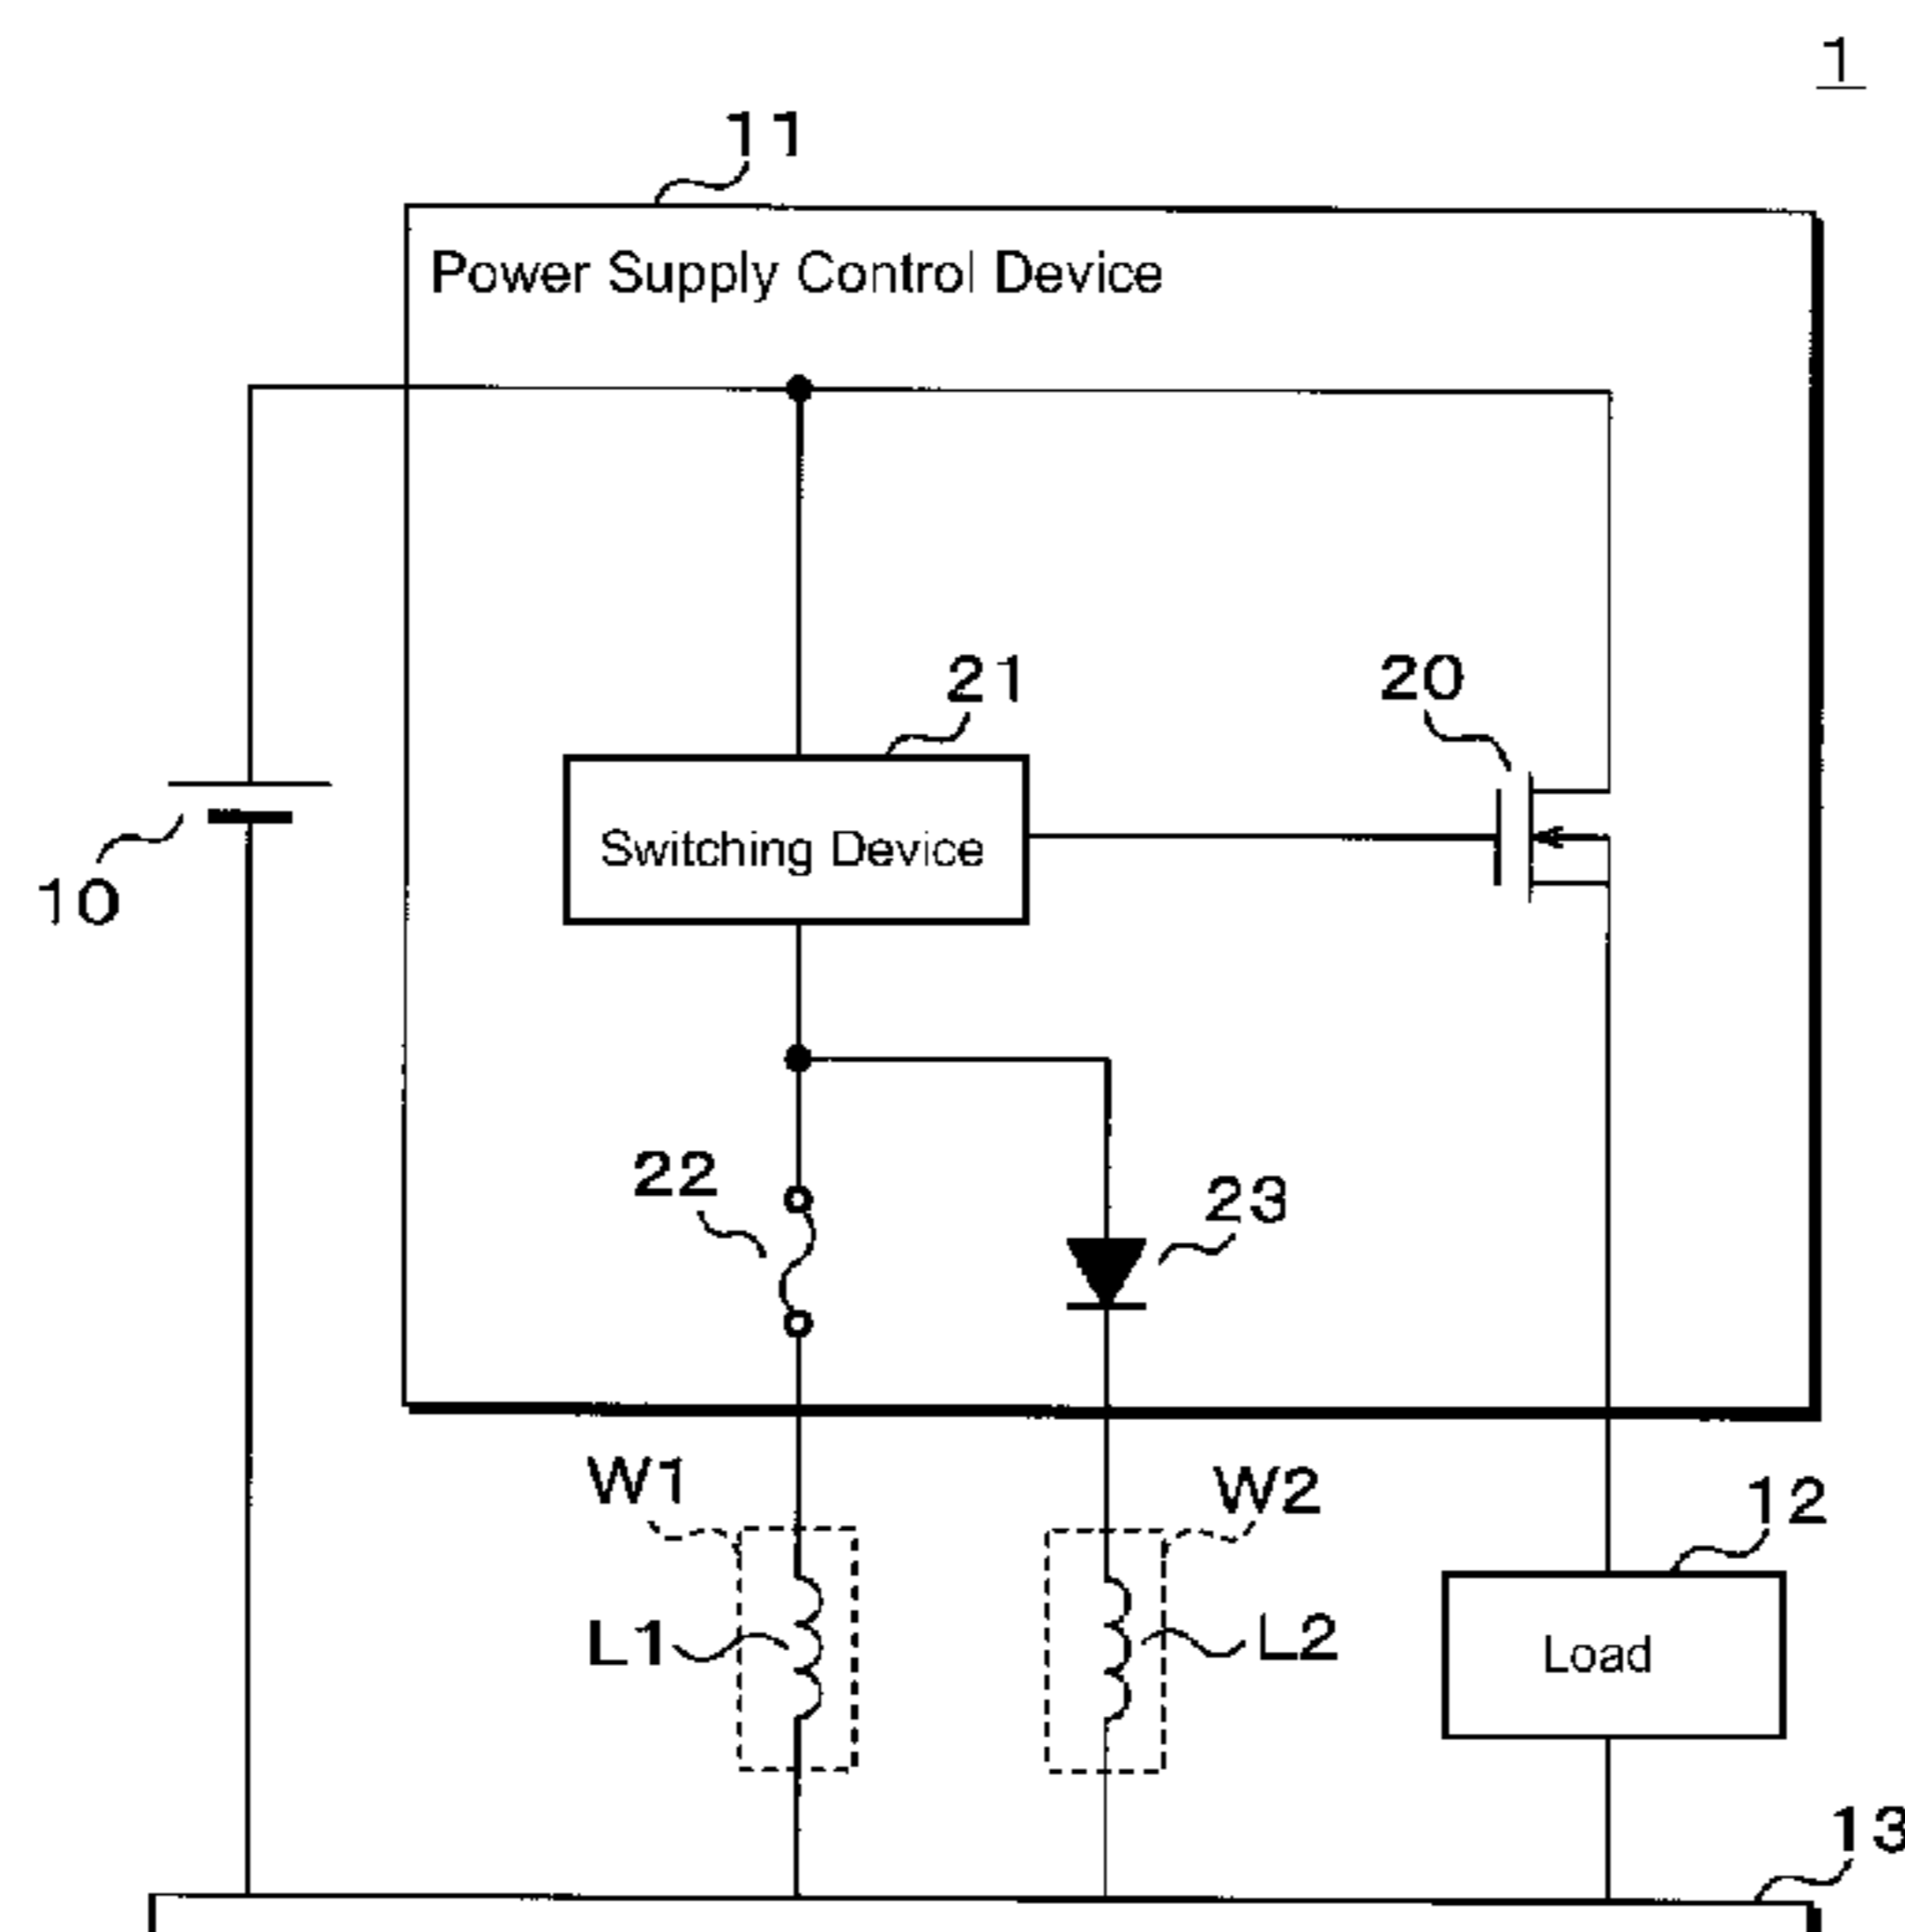 1
11
Power Supply Control Device
21
20
Switching Device
10
22
23
W1
W2
12
L1
L2
Load
13